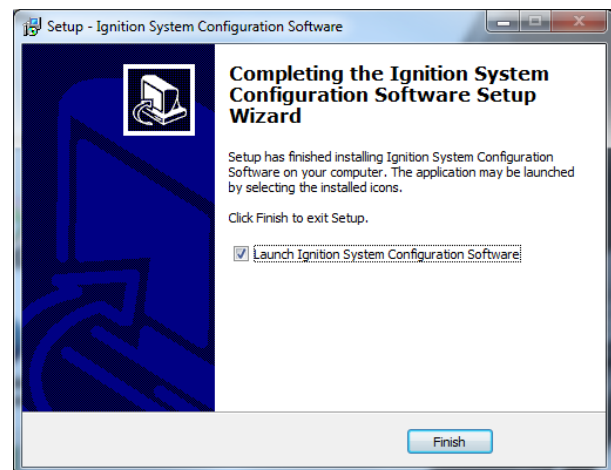 Setup - Ignition System Configuration Software
Completing the Ignition System
Configuration Software Setup
Wizard
Setup has finished installing Ignition System Configuration
Software on your computer. The application may be launched
by selecting the installed icons.
Click Finish to exit Setup.
Launch Ignition System Configuration Software
Finish